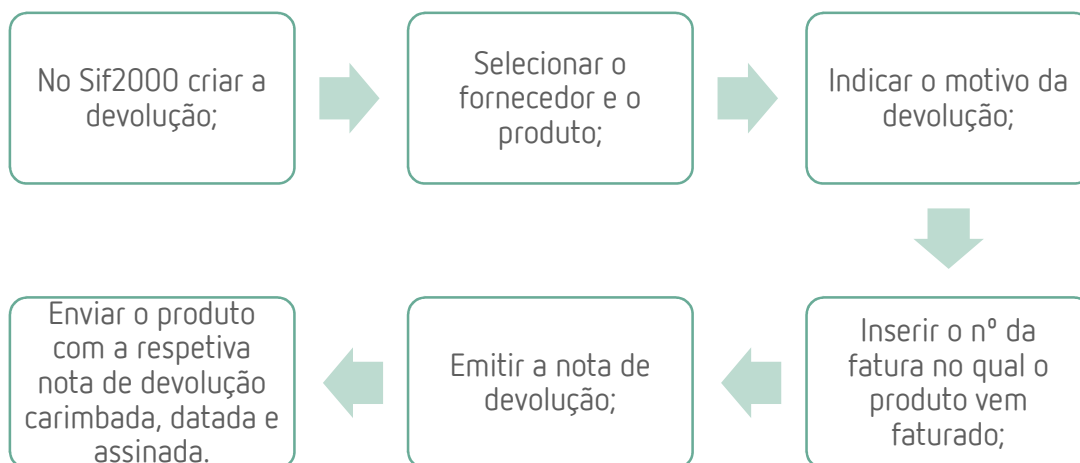 No Sif2000 criar a
devolução;
Selecionar o
fornecedor e o
produto;
Indicar o motivo da
devolução;
Inserir o nº da
fatura no qual o
produto vem
faturado;
Emitir a nota de
devolução;
Enviar o produto
com a respetiva
nota de devolução
carimbada, datada e
assinada.